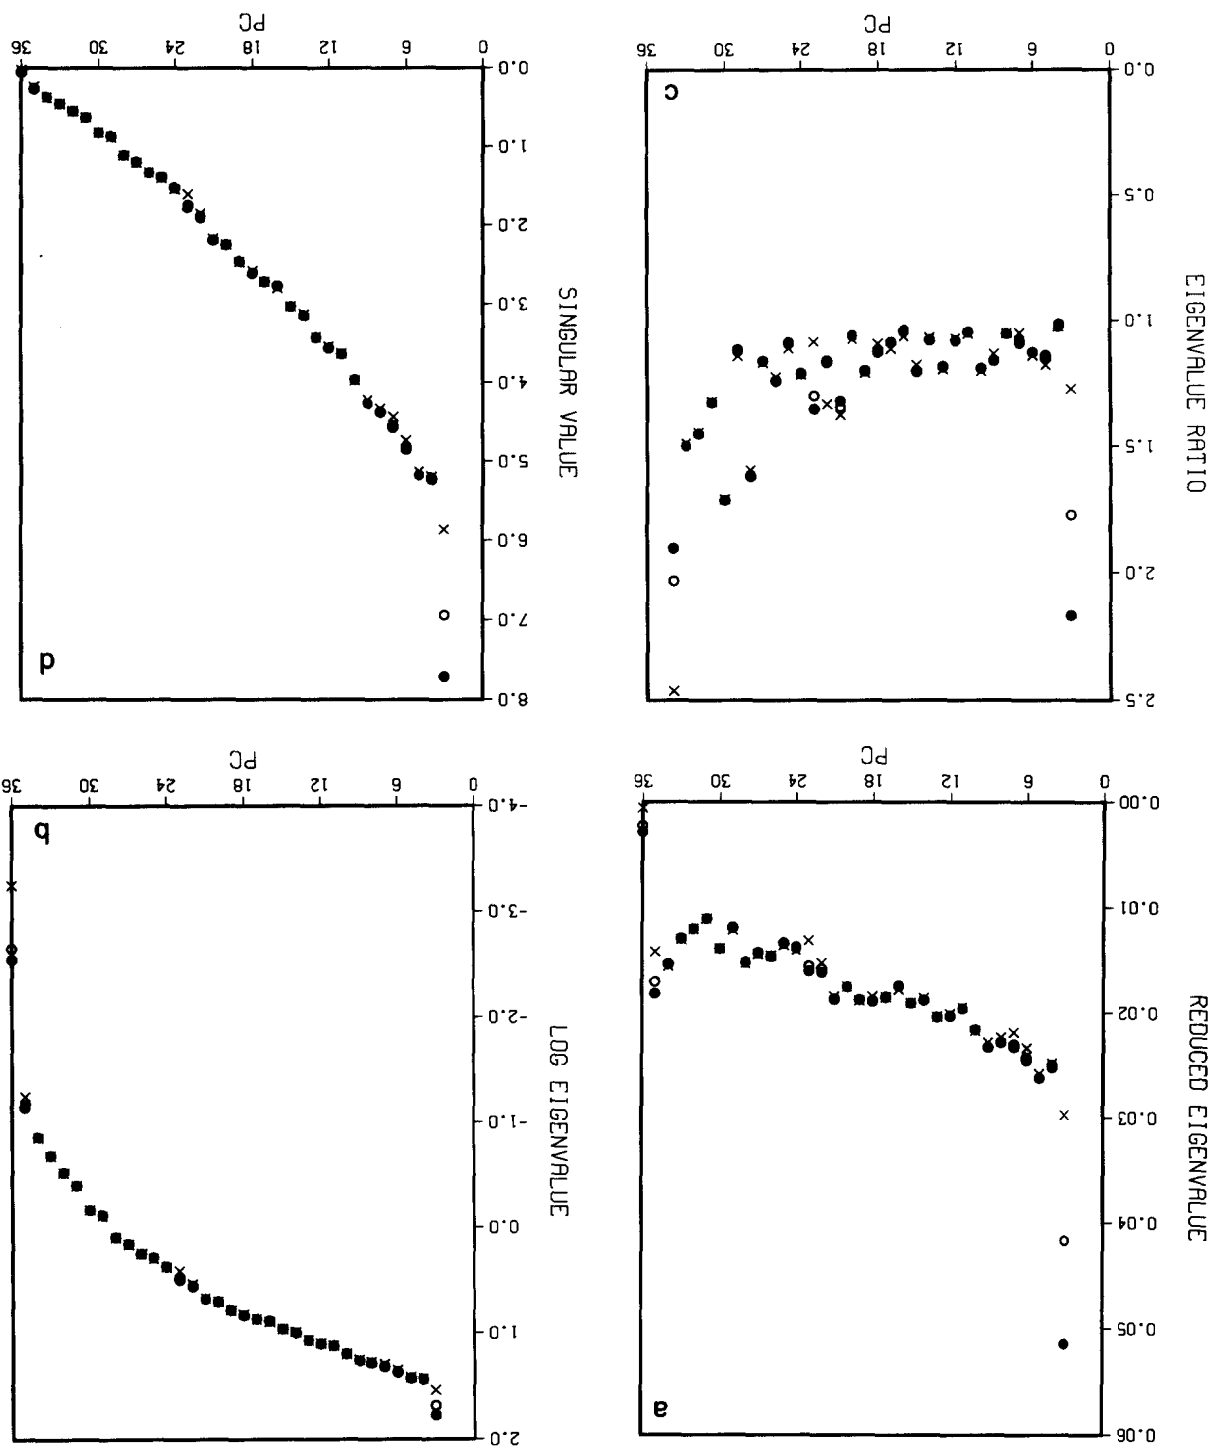 REDUCED EIGENVALUE
0.06
0.05
0.04
0.03
0.02
0.01
0.00
a
0 6 12 18 24 30 36
PC
LOG EIGENVALUE
2.0
1.0
0.0
-1.0
-2.0
-3.0
-4.0
b
0 6 12 18 24 30 36
PC
EIGENVALUE RATIO
2.5
2.0
1.5
1.0
0.5
0.0
c
0 6 12 18 24 30 36
PC
SINGULAR VALUE
8.0
7.0
6.0
5.0
4.0
3.0
2.0
1.0
0.0
d
0 6 12 18 24 30 36
PC